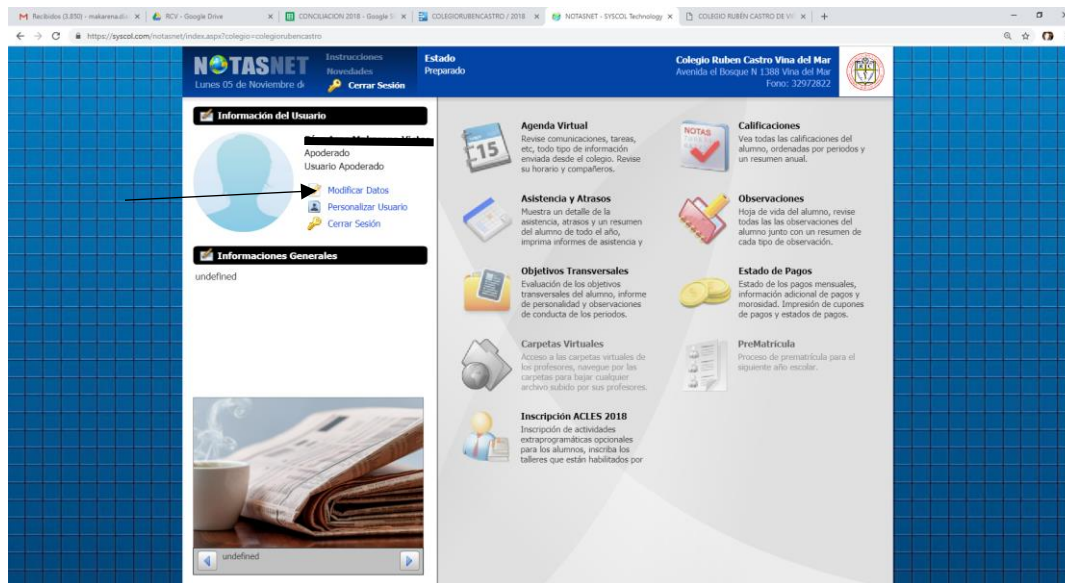 Recibidos (3.850) - makarena.di
RCV - Google Drive
CONCILIACION 2018 - Google S
COLEGIORUBENCASTRO / 2018
NOTASNET - SYSCOL Technology
COLEGIO RUBÉN CASTRO DE VI
https://syscol.com/notasnet/index.aspx?colegio=colegiorubencastro
NOTASNET
Lunes 05 de Noviembre de
Instrucciones
Novedades
Cerrar Sesión
Estado
Preparado
Colegio Ruben Castro Vina del Mar
Avenida el Bosque N 1388 Vina del Mar
Fono: 32972822
Información del Usuario
Apoderado
Usuario Apoderado
Modificar Datos
Personalizar Usuario
Cerrar Sesión
Informaciones Generales
undefined
undefined
15
Agenda Virtual
Revise comunicaciones, tareas,
etc, todo tipo de información
enviada desde el colegio. Revise
su horario y compañeros.
NOTAS
Calificaciones
Vea todas las calificaciones del
alumno, ordenadas por periodos y
un resumen anual.
Asistencia y Atrasos
Muestra un detalle de la
asistencia, atrasos y un resumen
del alumno de todo el año,
imprima informes de asistencia y
Observaciones
Hoja de vida del alumno, revise
todas las las observaciones del
alumno junto con un resumen de
cada tipo de observación.
Objetivos Transversales
Evaluación de los objetivos
transversales del alumno, informe
de personalidad y observaciones
de conducta de los periodos.
Estado de Pagos
Estado de los pagos mensuales,
información adicional de pagos y
morosidad. Impresión de cupones
de pagos y estados de pagos.
Carpetas Virtuales
Acceso a las carpetas virtuales de
los profesores, navegue por las
carpetas para bajar cualquier
archivo subido por sus profesores.
PreMatrícula
Proceso de prematrícula para el
siguiente año escolar.
Inscripción ACLES 2018
Inscripción de actividades
extraprogramáticas opcionales
para los alumnos, inscriba los
talleres que están habilitados por